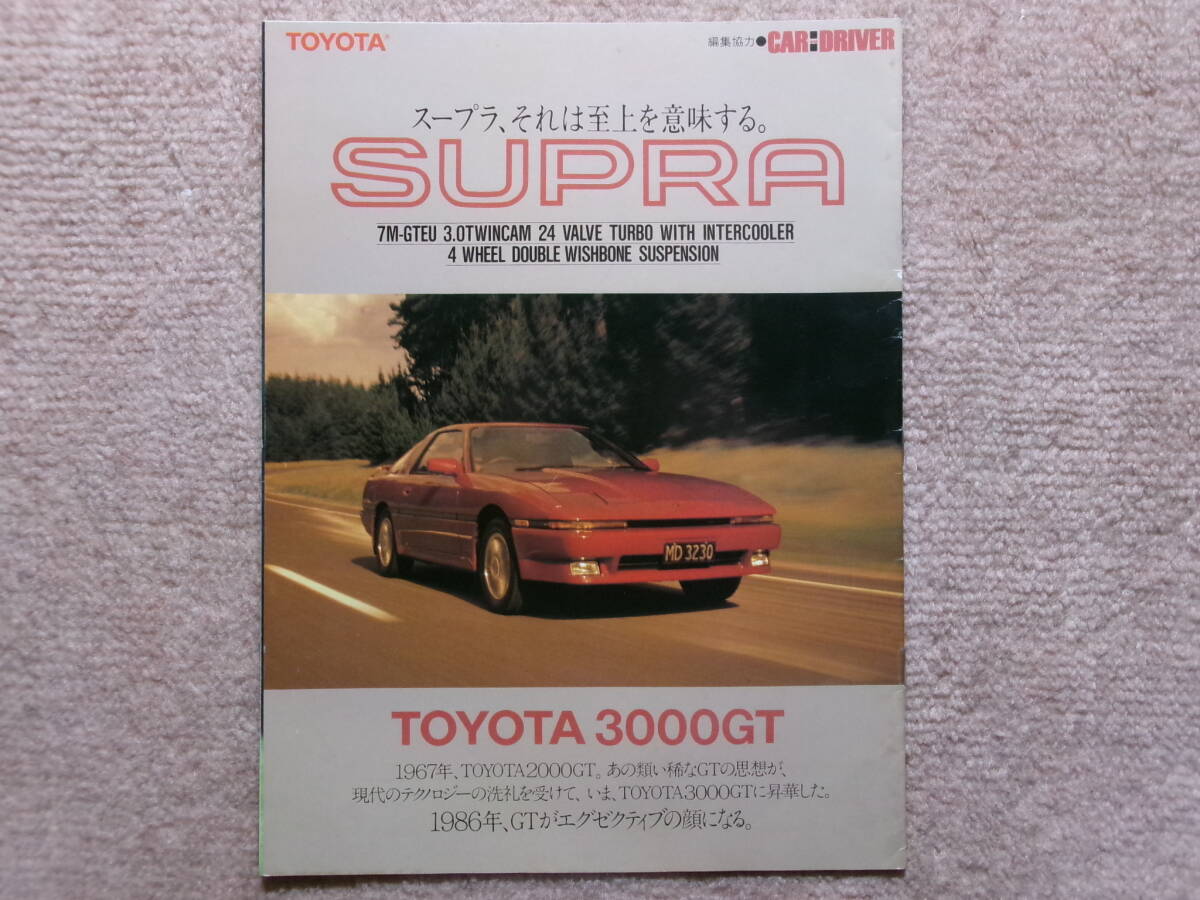 TOYOTA
編集協力●CAR AND DRIVER
スープラ、それは至上を意味する。
SUPRA
7M-GTEU 3.0TWINCAM 24 VALVE TURBO WITH INTERCOOLER
4 WHEEL DOUBLE WISHBONE SUSPENSION
MD 3230
TOYOTA 3000GT
1967年、TOYOTA2000GT。あの類い稀なGTの思想が、
現代のテクノロジーの洗礼を受けて、いま、TOYOTA3000GTに昇華した。
1986年、GTがエグゼクティブの顔になる。